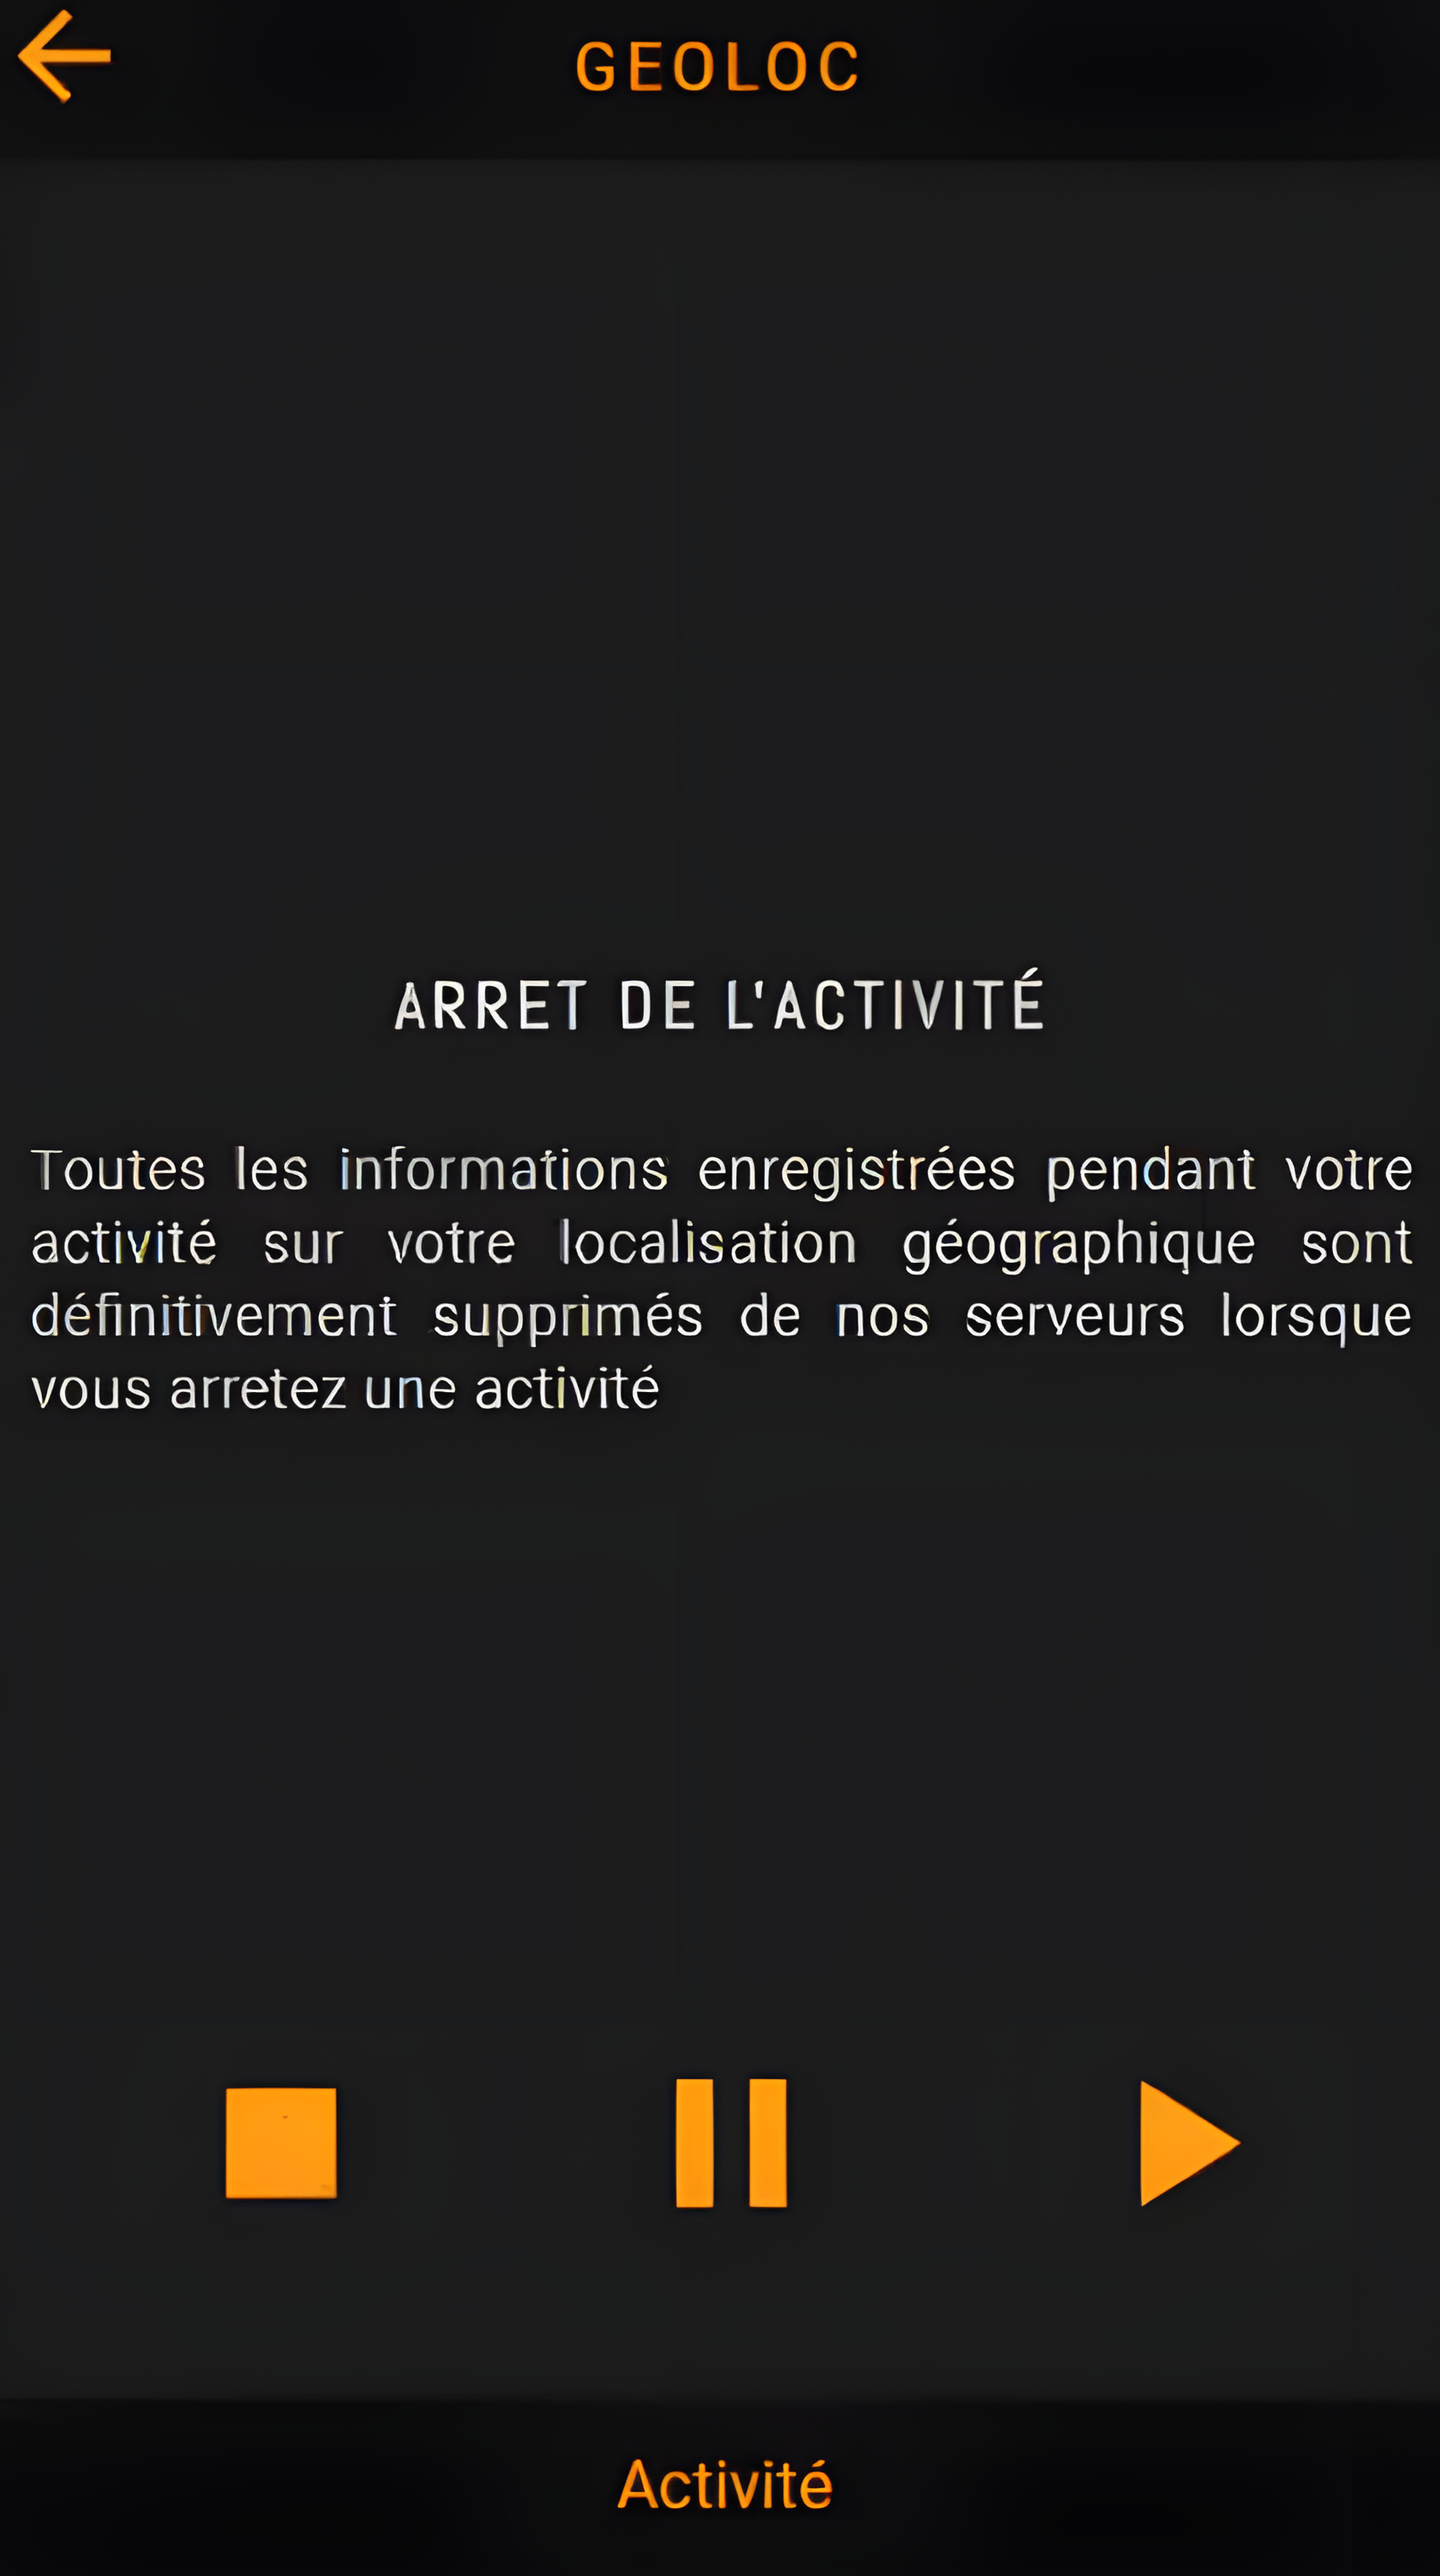 GEOLOC
ARRET DE L'ACTIVITÉ
Toutes les informations enregistrées pendant votre
activité sur votre localisation géographique sont
définitivement supprimés de nos serveurs lorsque
vous arretez une activité
Activité